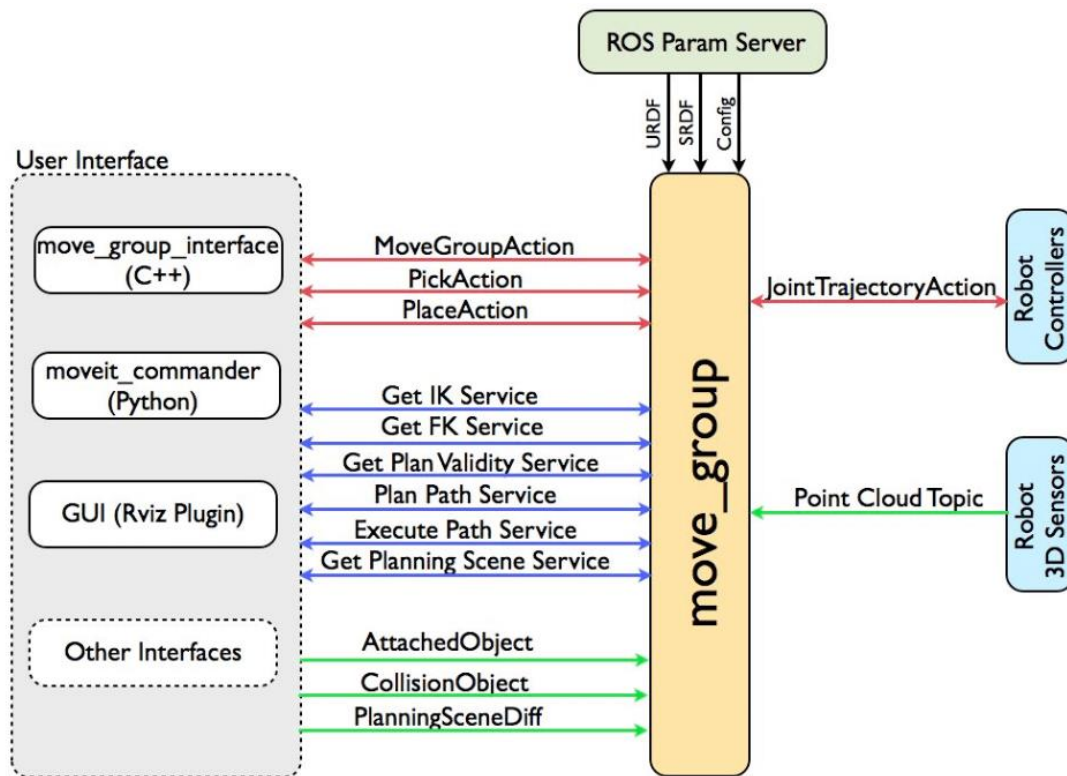 ROS Param Server
URDF
SRDF
Config
User Interface
move_group_interface
(C++)
moveit_commander
(Python)
GUI (Rviz Plugin)
Other Interfaces
MoveGroupAction
PickAction
PlaceAction
Get IK Service
Get FK Service
Get Plan Validity Service
Plan Path Service
Execute Path Service
Get Planning Scene Service
AttachedObject
CollisionObject
PlanningSceneDiff
move_group
JointTrajectoryAction
Robot
Controllers
Point Cloud Topic
Robot
3D Sensors